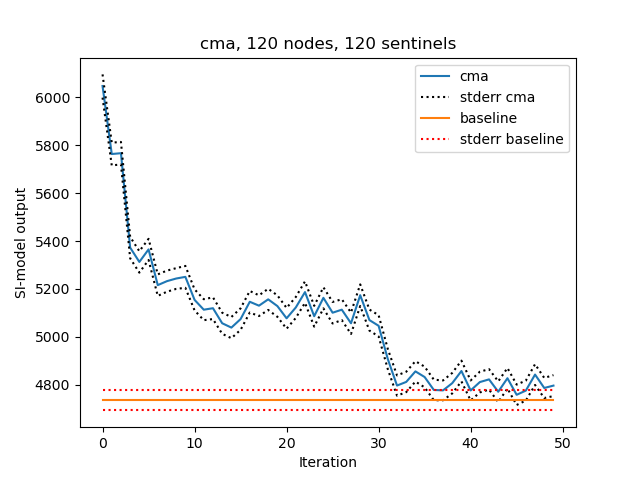 cma, 120 nodes, 120 sentinels
cma
stderr cma
baseline
stderr baseline
SI-model output
6000
5800
5600
5400
5200
5000
4800
0 10 20 30 40 50
Iteration